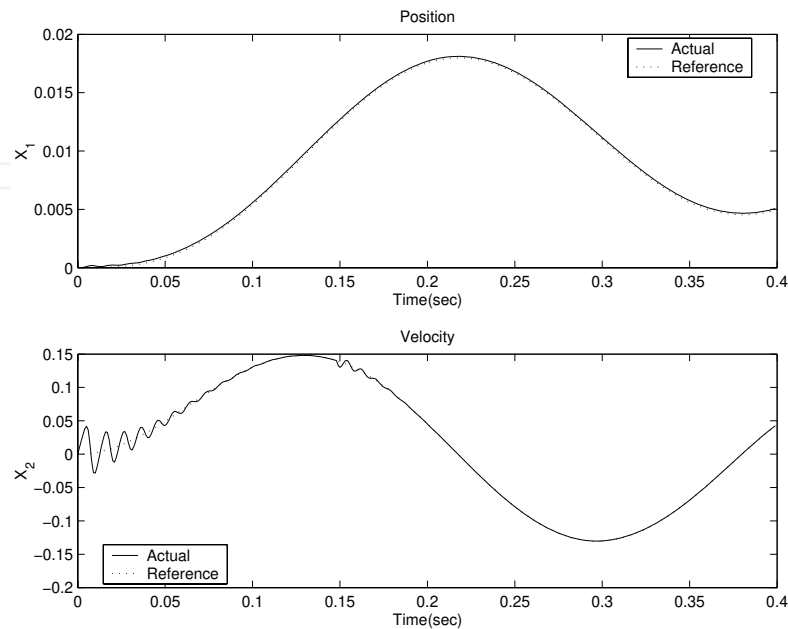 Position
0.02
0.015
0.01
0.005
0
X1
Actual
Reference
0 0.05 0.1 0.15 0.2 0.25 0.3 0.35 0.4
Time(sec)
Velocity
0.15
0.1
0.05
0
−0.05
−0.1
−0.15
−0.2
X2
Actual
Reference
0 0.05 0.1 0.15 0.2 0.25 0.3 0.35 0.4
Time(sec)